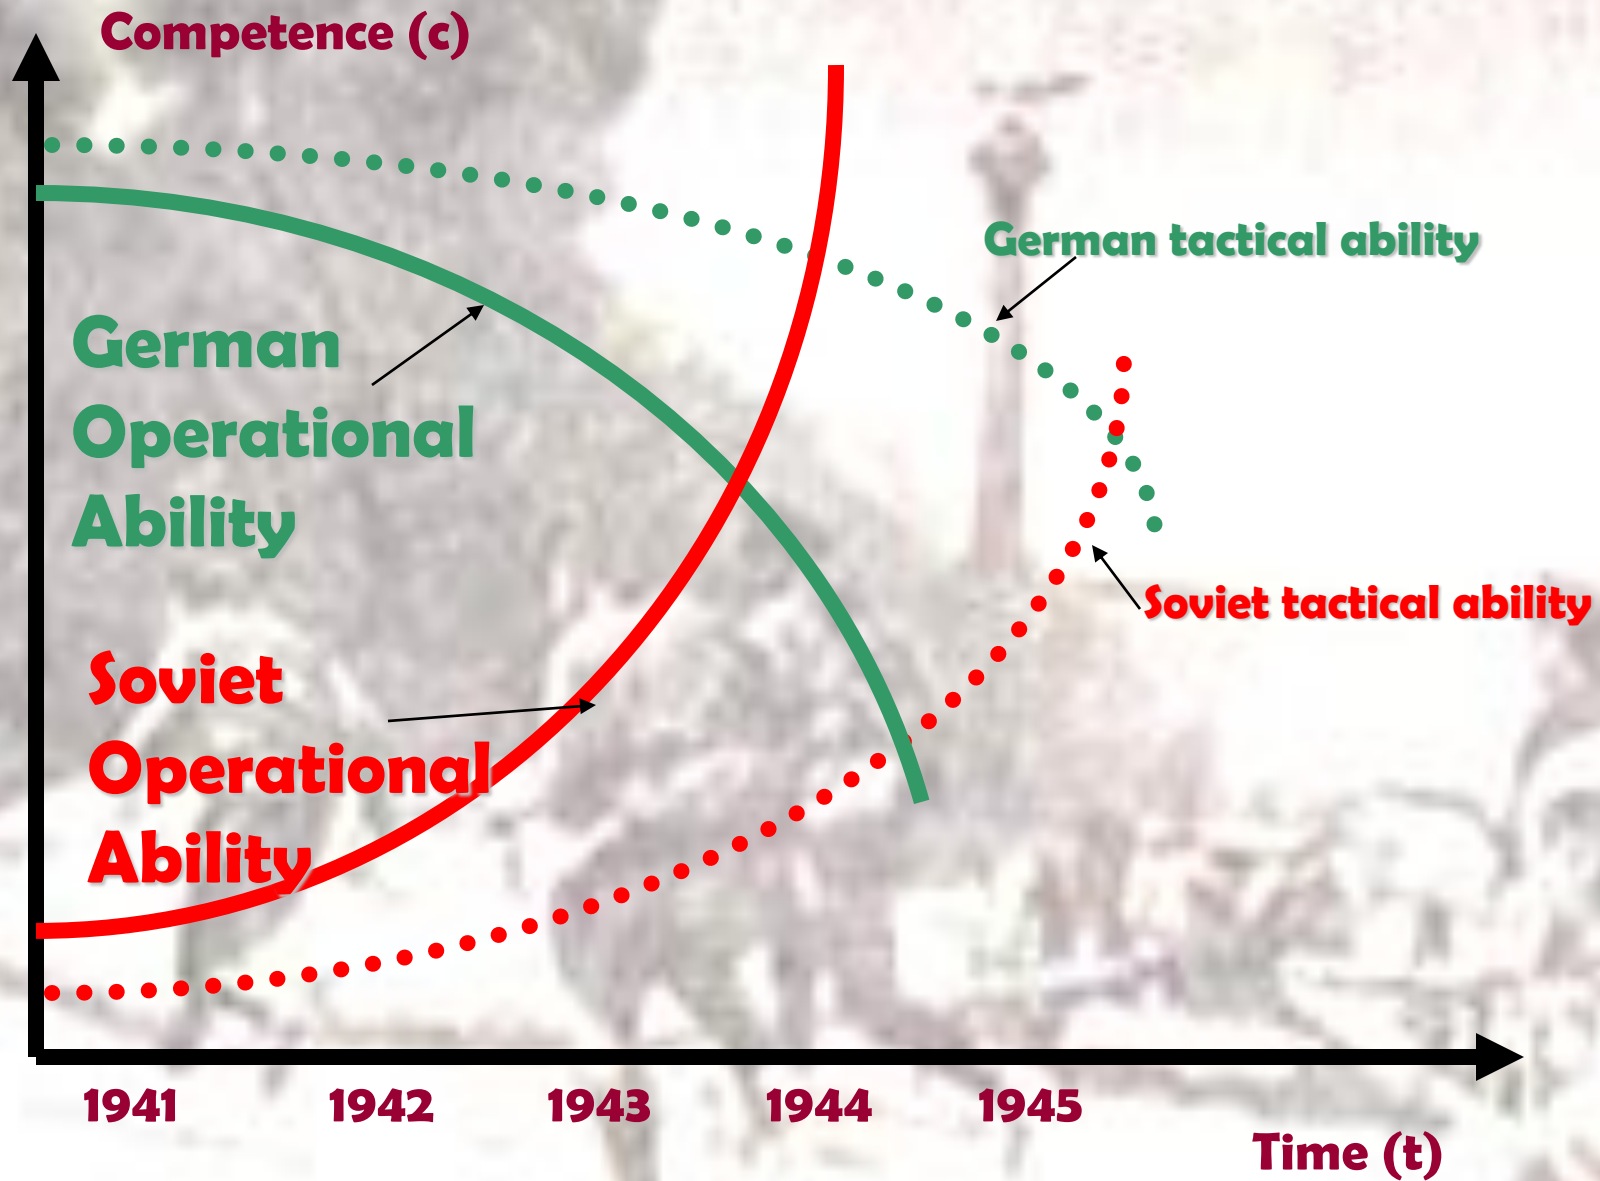 Competence (c)
German tactical ability
German
Operational
Ability
Soviet tactical ability
Soviet
Operational
Ability
1941 1942 1943 1944 1945
Time (t)